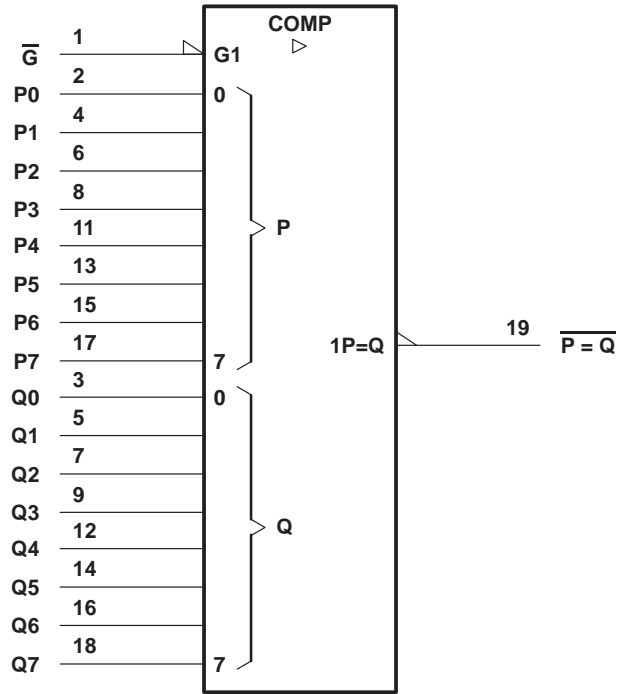 COMP
G̅ 1 G1
P0 2 0
P1 4
P2 6
P3 8
P4 11 P
P5 13
P6 15
P7 17 7
1P=Q 19 P̅ ̅=̅ ̅Q̅
Q0 3 0
Q1 5
Q2 7
Q3 9
Q4 12 Q
Q5 14
Q6 16
Q7 18 7